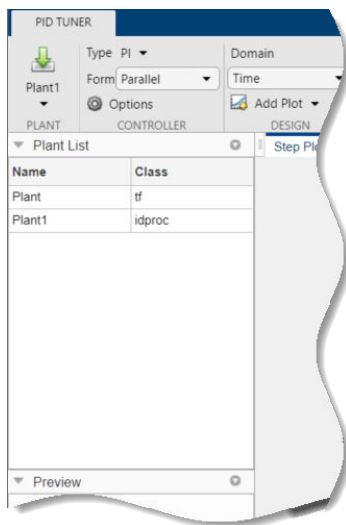 PID TUNER
Plant1
PLANT
Type PI
Form Parallel
Options
CONTROLLER
Domain
Time
Add Plot
DESIGN
Plant List
Step
Name Class
Plant tf
Plant1 idproc
Preview